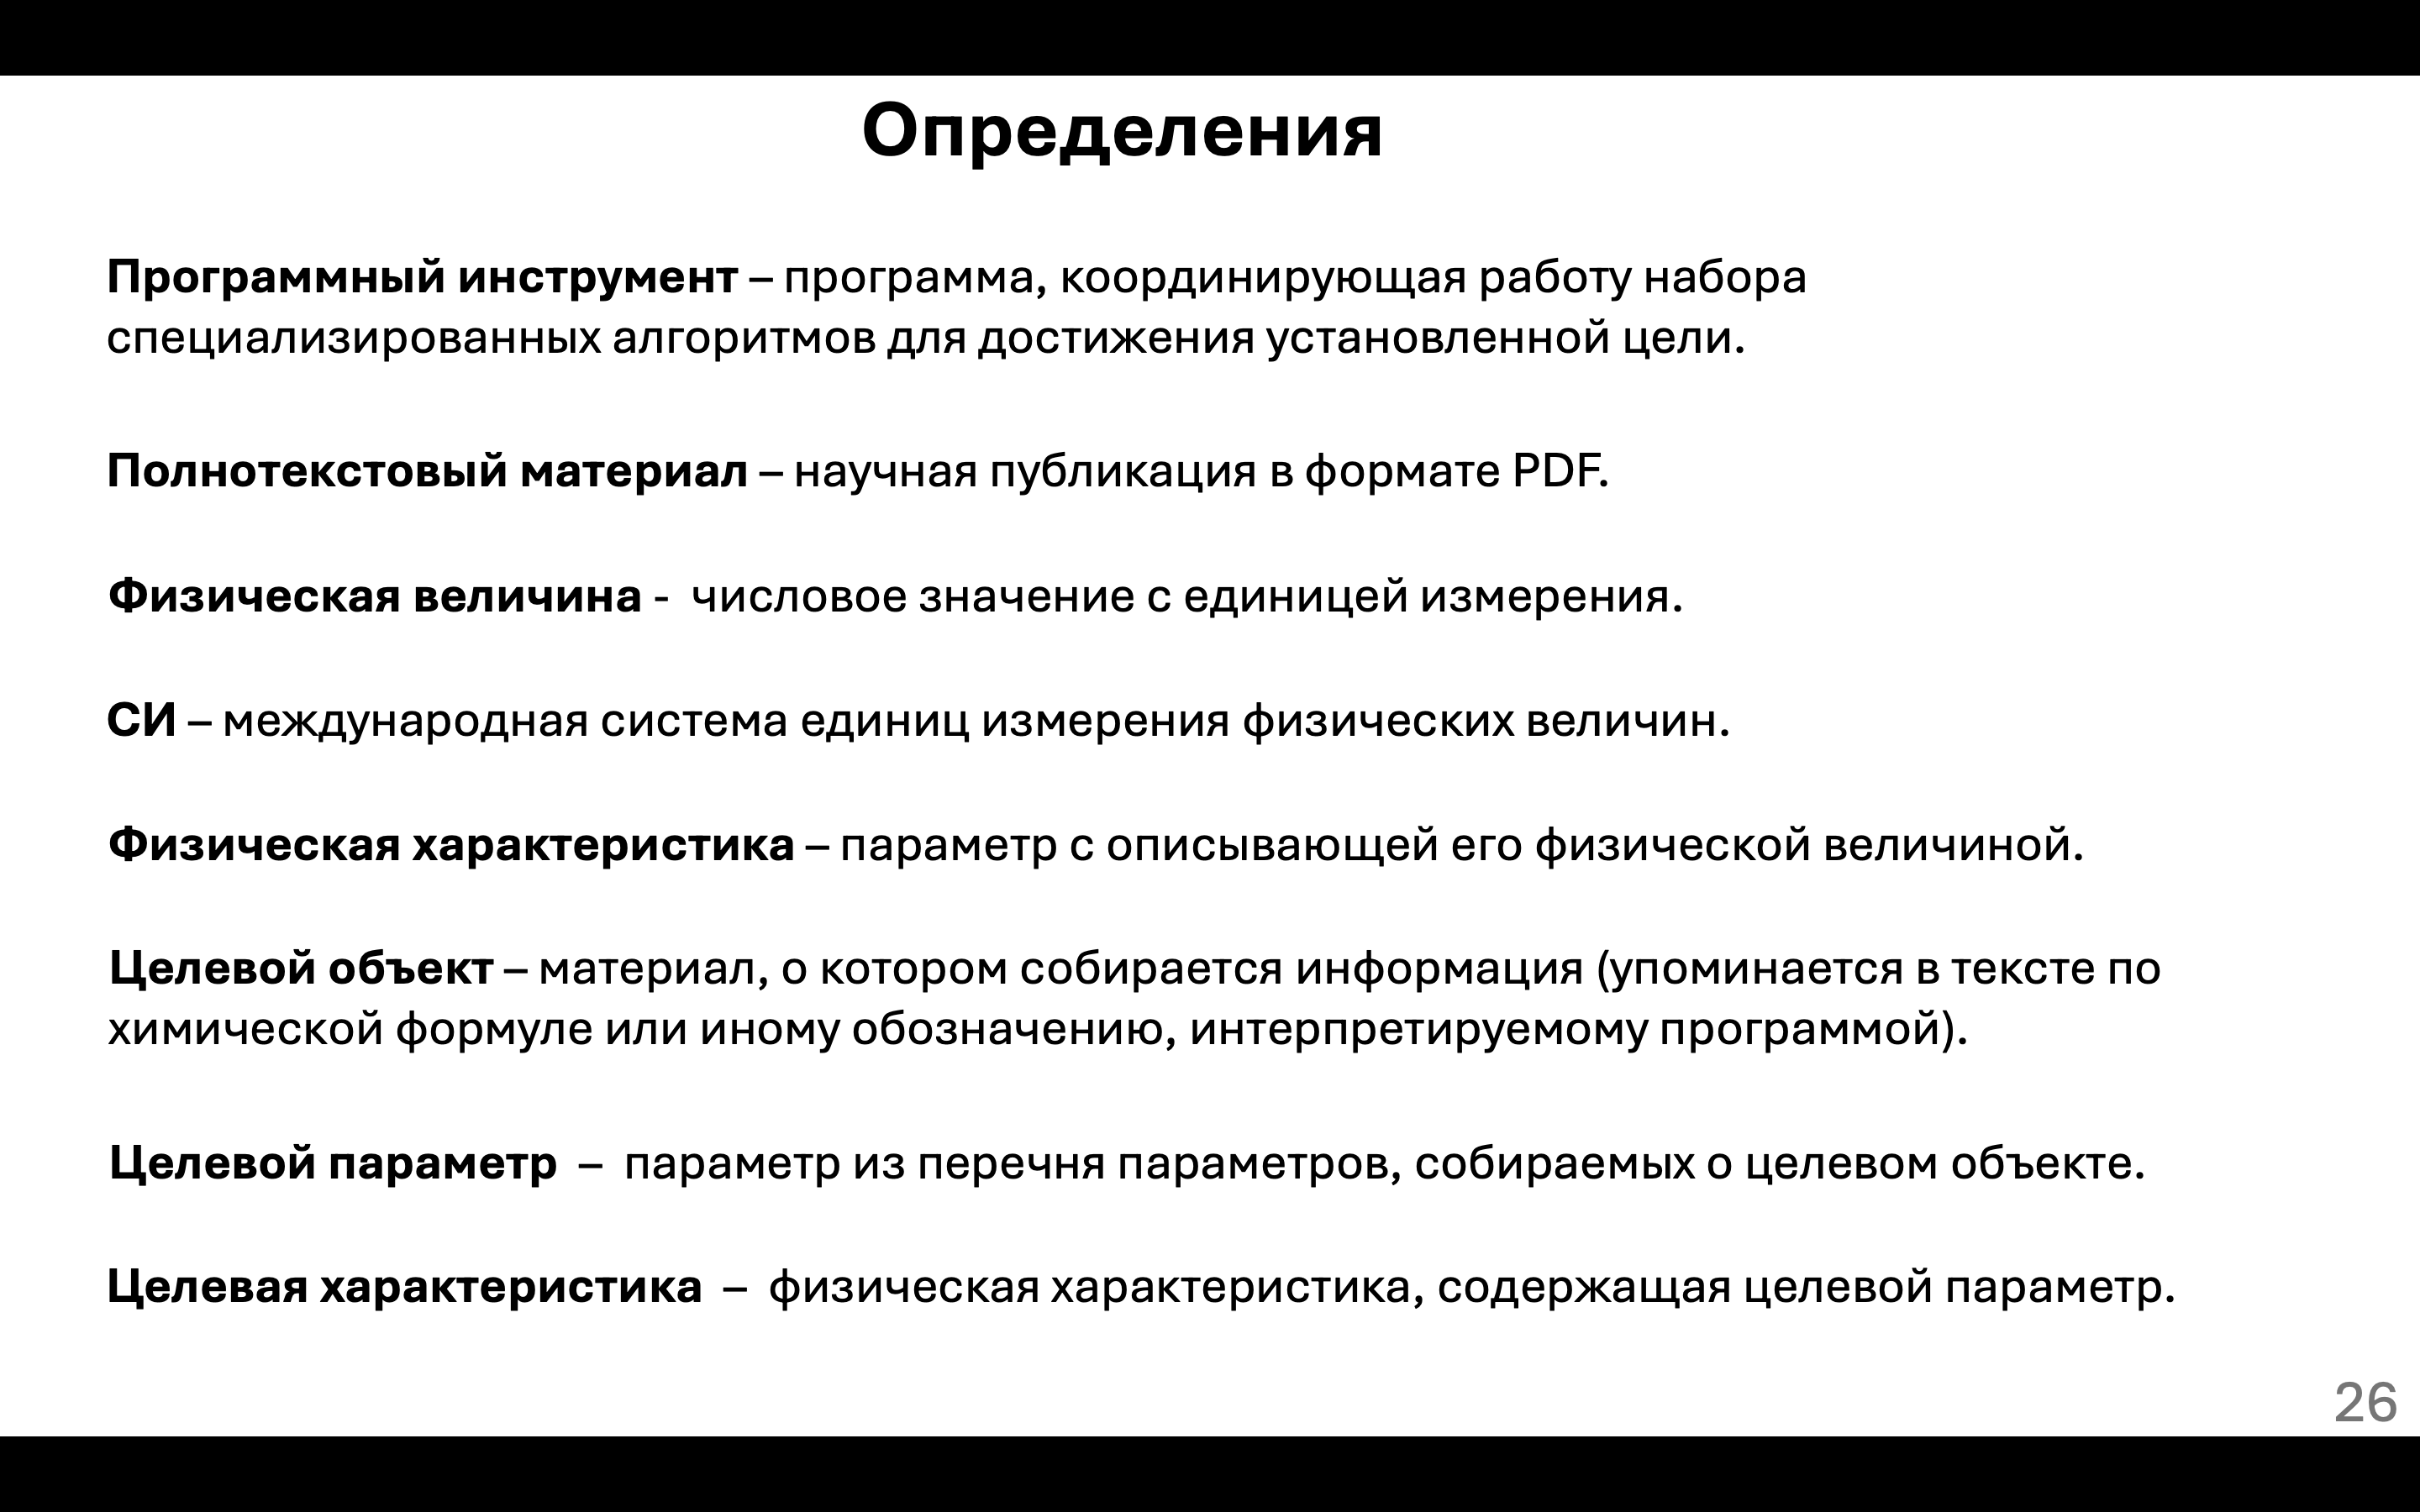 Определения
Программный инструмент – программа, координирующая работу набора
специализированных алгоритмов для достижения установленной цели.
Полнотекстовый материал – научная публикация в формате PDF.
Физическая величина -  числовое значение с единицей измерения.
СИ – международная система единиц измерения физических величин.
Физическая характеристика – параметр с описывающей его физической величиной.
Целевой объект – материал, о котором собирается информация (упоминается в тексте по
химической формуле или иному обозначению, интерпретируемому программой).
Целевой параметр  –  параметр из перечня параметров, собираемых о целевом объекте.
Целевая характеристика  –  физическая характеристика, содержащая целевой параметр.
26